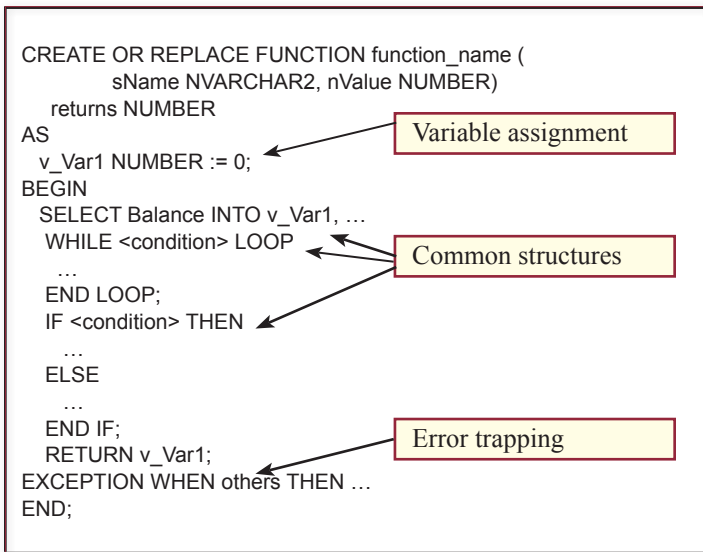 CREATE OR REPLACE FUNCTION function_name (
sName NVARCHAR2, nValue NUMBER)
returns NUMBER
AS
Variable assignment
v_Var1 NUMBER := 0;
BEGIN
SELECT Balance INTO v_Var1, …
WHILE <condition> LOOP
Common structures
…
END LOOP;
IF <condition> THEN
…
ELSE
…
END IF;
Error trapping
RETURN v_Var1;
EXCEPTION WHEN others THEN …
END;